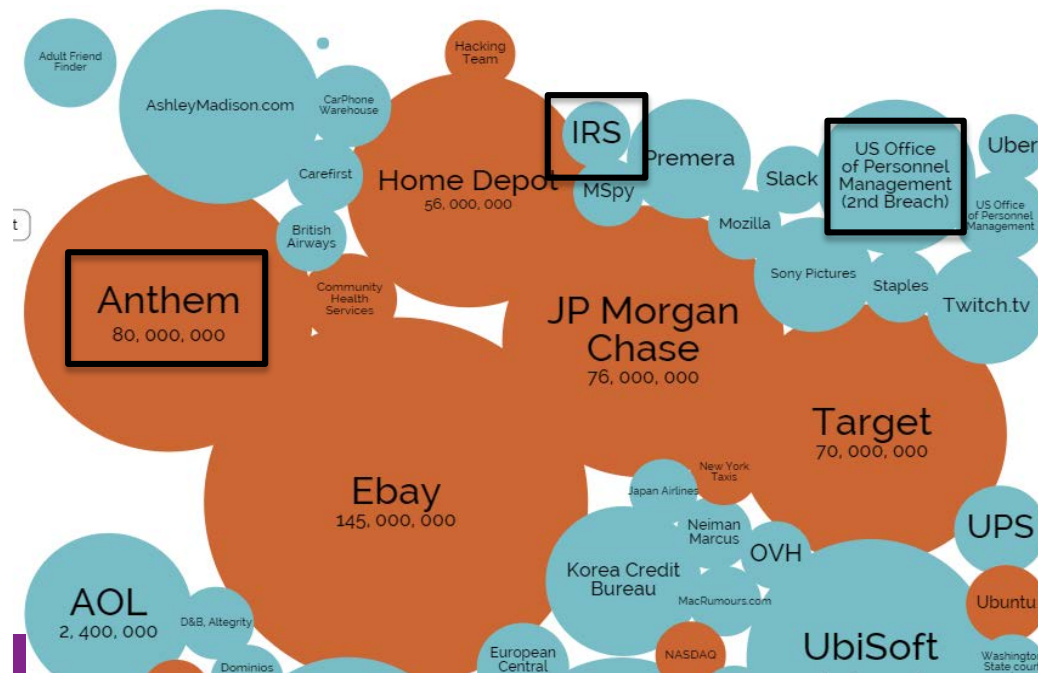 Adult Friend
Finder
AshleyMadison.com
CarPhone
Warehouse
Hacking
Team
IRS
Premera
US Office
of Personnel
Management
(2nd Breach)
Uber
Carefirst
Home Depot
56, 000, 000
MSpy
Slack
Mozilla
US Office
of Personnel
Management
t
British
Airways
Anthem
80, 000, 000
Community
Health
Services
JP Morgan
Chase
76, 000, 000
Sony Pictures
Staples
Twitch.tv
Target
70, 000, 000
Ebay
145, 000, 000
New York
Taxis
Japan Airlines
Neiman
Marcus
OVH
UPS
Korea Credit
Bureau
MacRumours.com
Ubuntu
AOL
2, 400, 000
D&B, Altegrity
Dominios
European
Central
NASDAQ
UbiSoft
Washington
State court